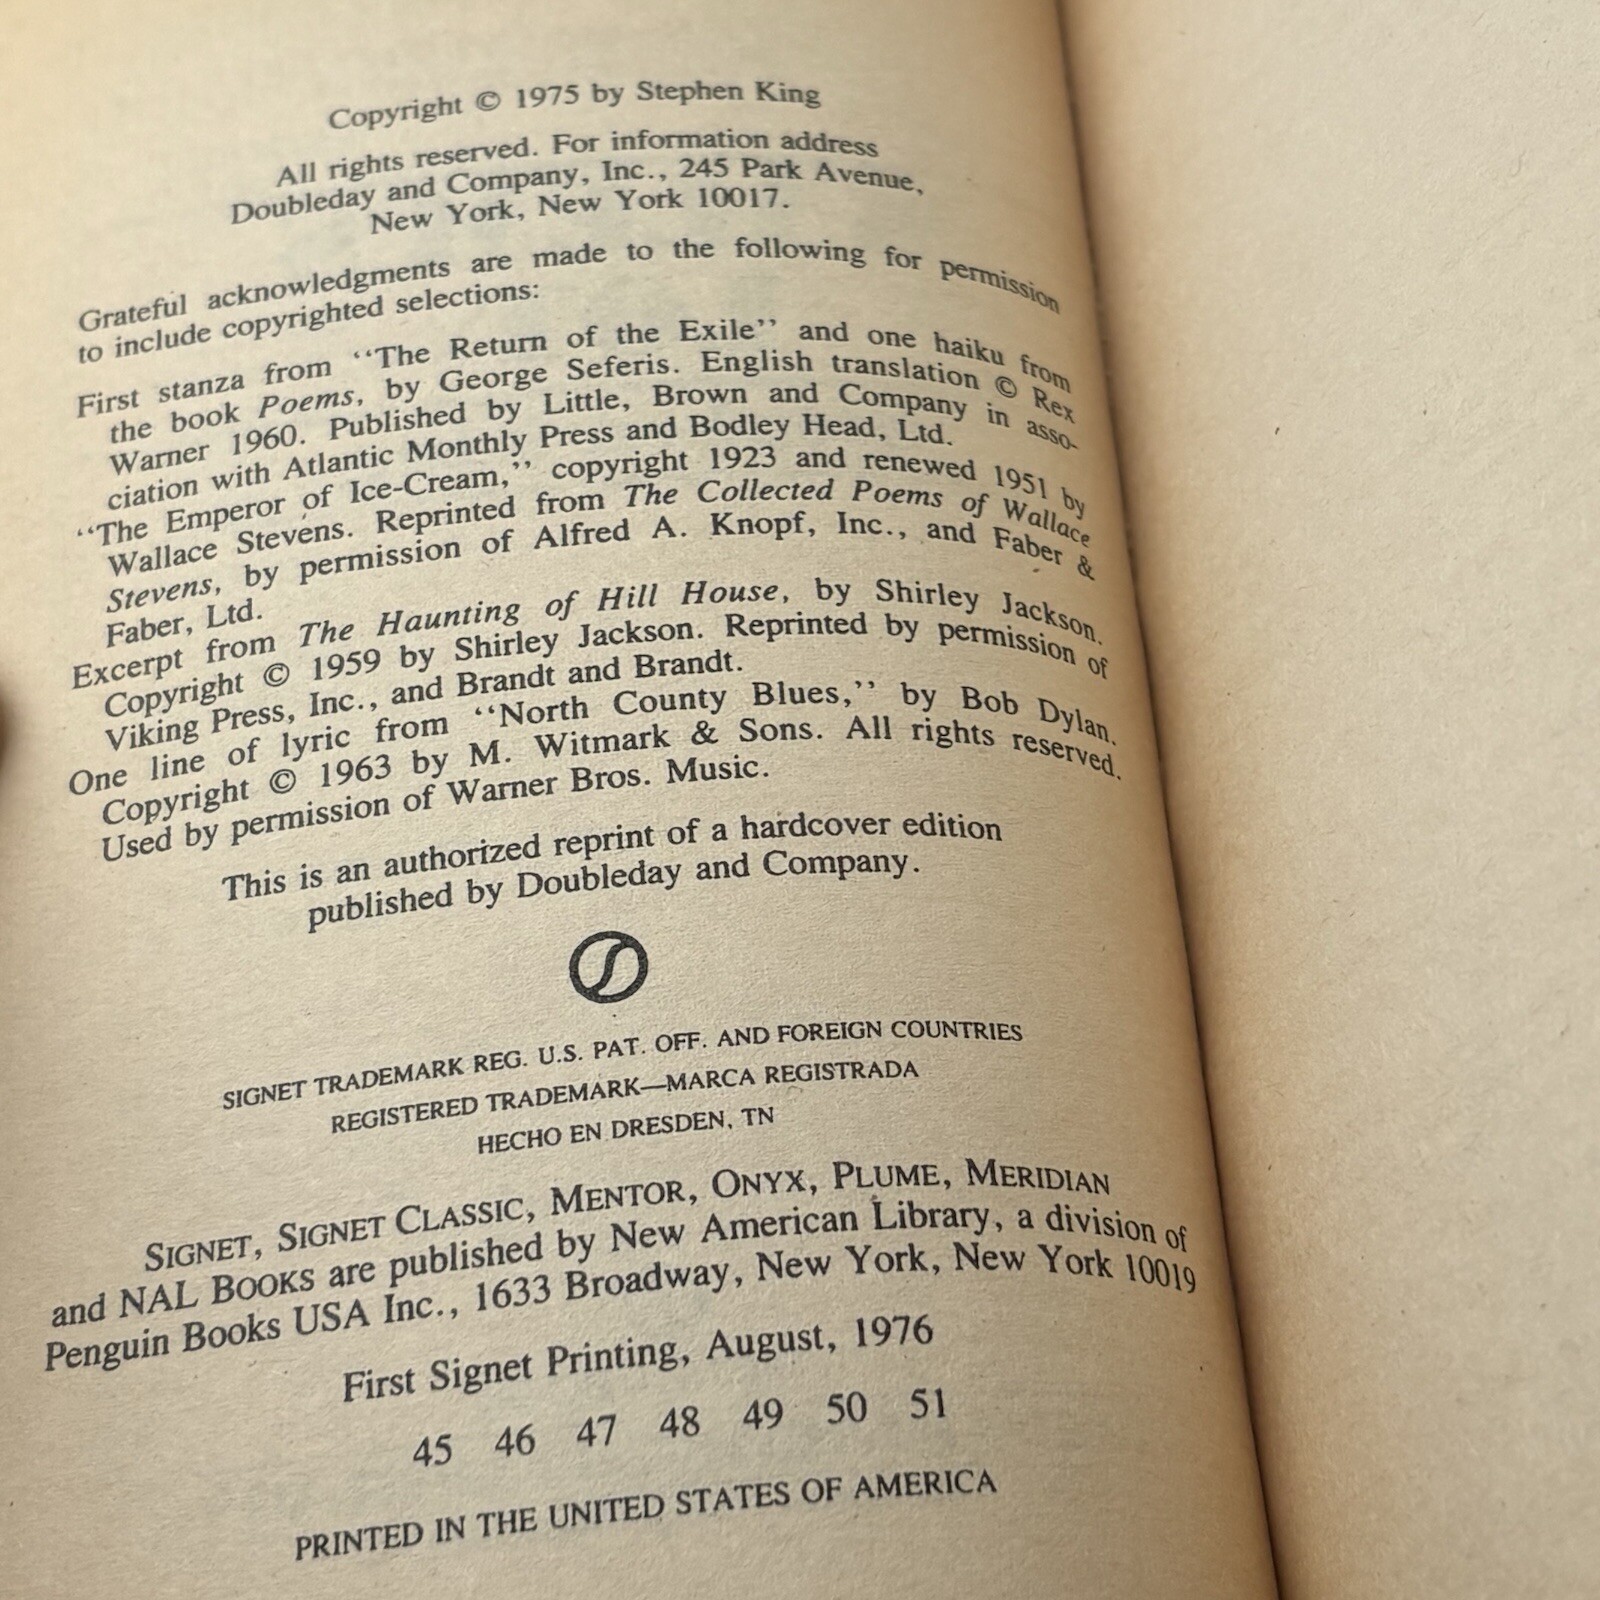 Copyright © 1975 by Stephen King
All rights reserved. For information address
Doubleday and Company, Inc., 245 Park Avenue,
New York, New York 10017.
Grateful acknowledgments are made to the following for permission
to include copyrighted selections:
First stanza from ‘‘The Return of the Exile’’ and one haiku from
the book Poems, by George Seferis. English translation © Rex
Warner 1960. Published by Little, Brown and Company in asso-
ciation with Atlantic Monthly Press and Bodley Head, Ltd.
‘‘The Emperor of Ice-Cream,’’ copyright 1923 and renewed 1951 by
Wallace Stevens. Reprinted from The Collected Poems of Wallace
Stevens, by permission of Alfred A. Knopf, Inc., and Faber &
Faber, Ltd.
Excerpt from The Haunting of Hill House, by Shirley Jackson.
Copyright © 1959 by Shirley Jackson. Reprinted by permission of
Viking Press, Inc., and Brandt and Brandt.
One line of lyric from ‘‘North County Blues,’’ by Bob Dylan.
Copyright © 1963 by M. Witmark & Sons. All rights reserved.
Used by permission of Warner Bros. Music.
This is an authorized reprint of a hardcover edition
published by Doubleday and Company.
SIGNET TRADEMARK REG. U.S. PAT. OFF. AND FOREIGN COUNTRIES
REGISTERED TRADEMARK—MARCA REGISTRADA
HECHO EN DRESDEN, TN
SIGNET, SIGNET CLASSIC, MENTOR, ONYX, PLUME, MERIDIAN
and NAL BOOKS are published by New American Library, a division of
Penguin Books USA Inc., 1633 Broadway, New York, New York 10019
First Signet Printing, August, 1976
45 46 47 48 49 50 51
PRINTED IN THE UNITED STATES OF AMERICA